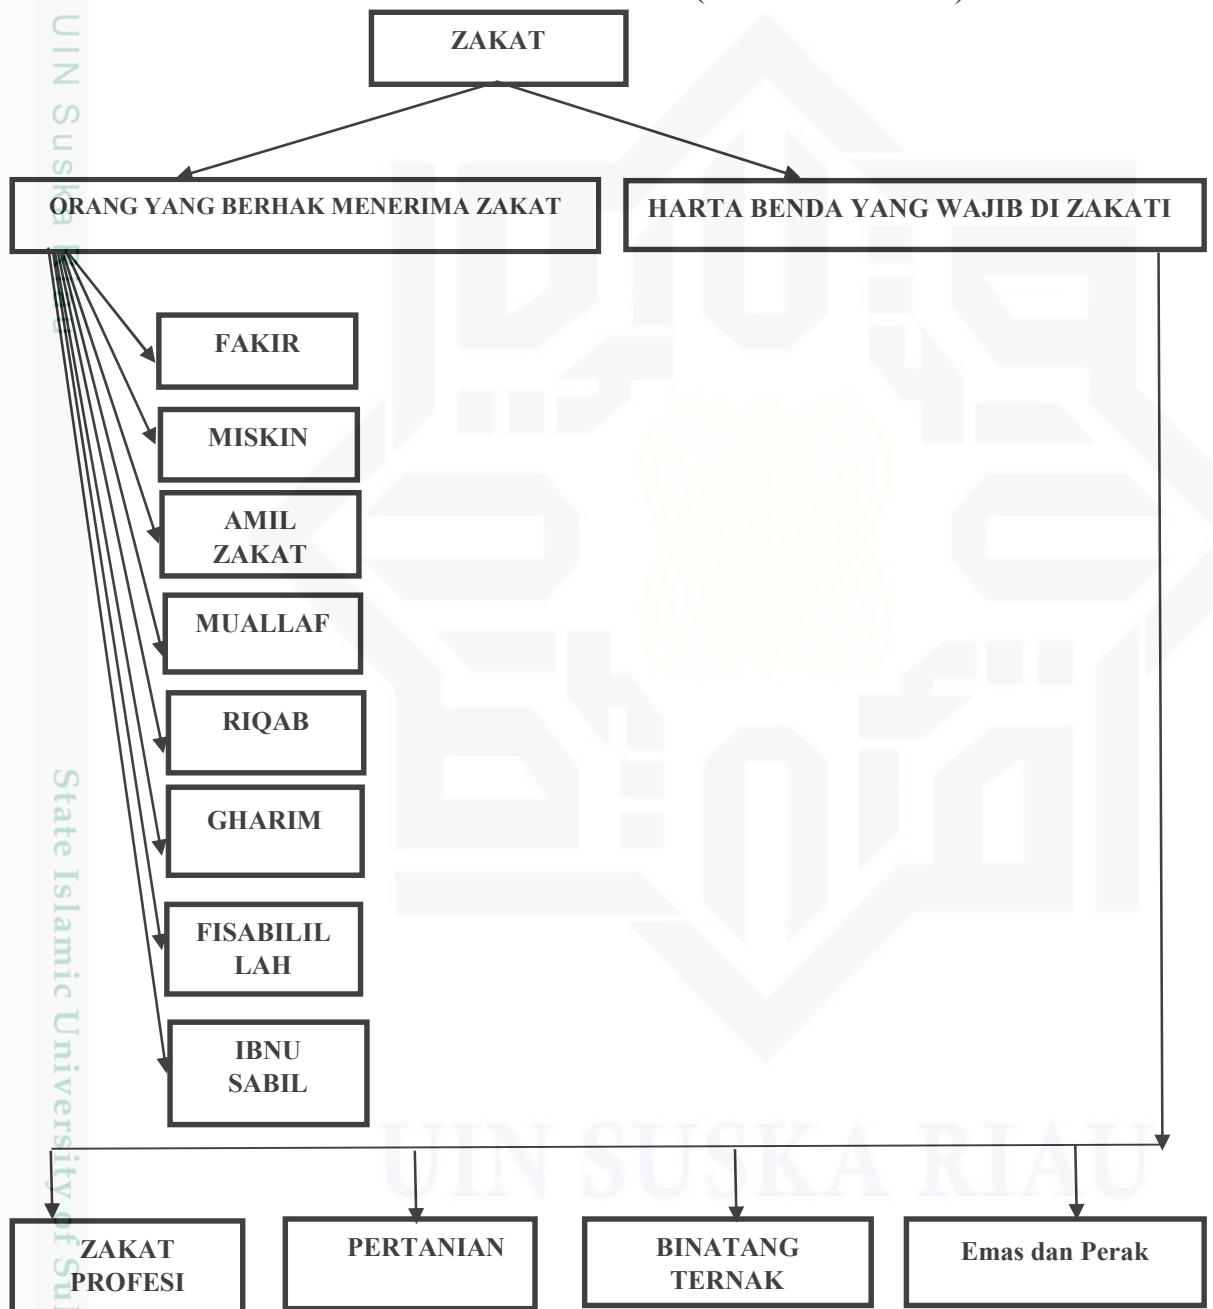 ZAKAT
ORANG YANG BERHAK MENERIMA ZAKAT
HARTA BENDA YANG WAJIB DI ZAKATI
FAKIR
MISKIN
AMIL
ZAKAT
MUALLAF
RIQAB
GHARIM
FISABILIL
LAH
IBNU
SABIL
ZAKAT
PROFESI
PERTANIAN
BINATANG
TERNAK
Emas dan Perak
UIN Suska
State Islamic University of Sul
UIN SUSKA RIAU